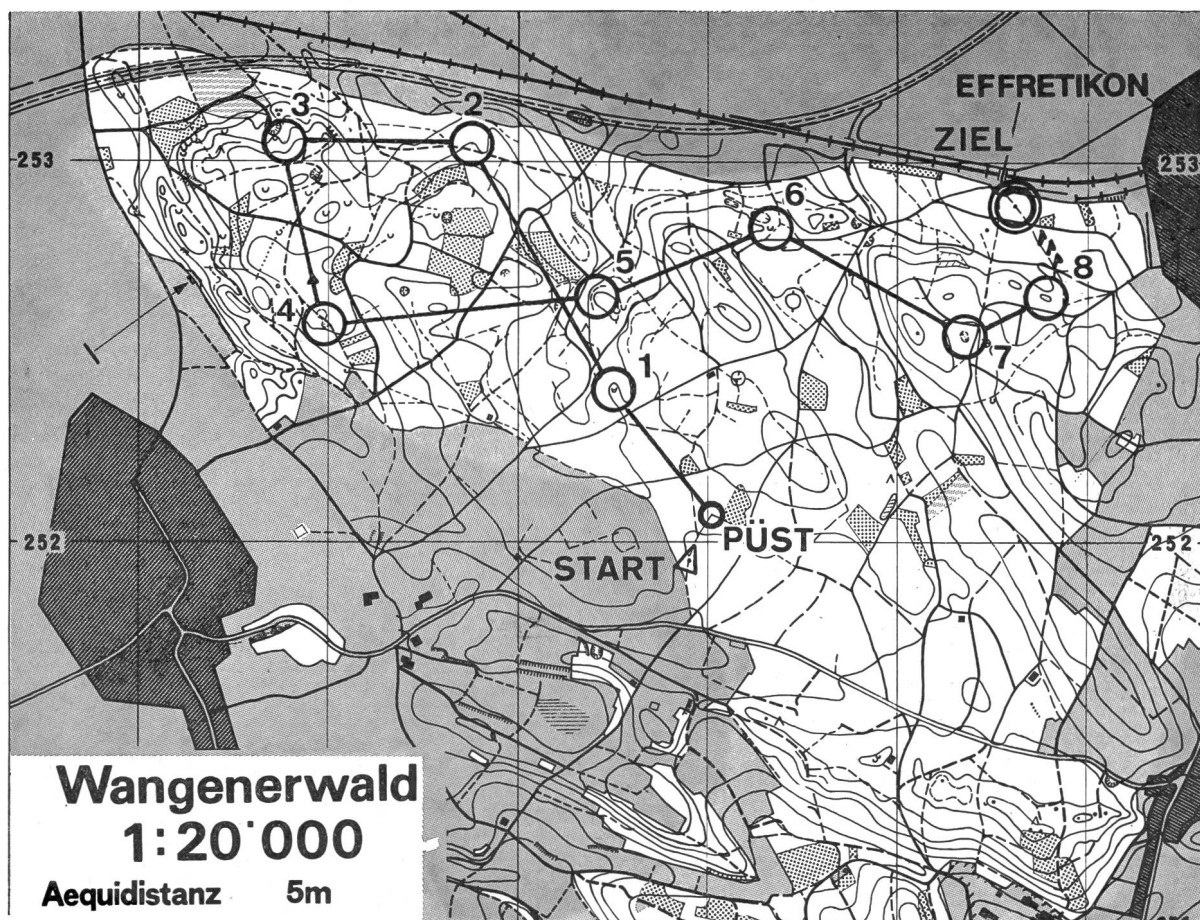 EFFRETIKON
ZIEL
3
2
253
253
6
5
8
4
7
1
PÜST
252
START
252
Wangenerwald
1:20'000
Aequidistanz 5m